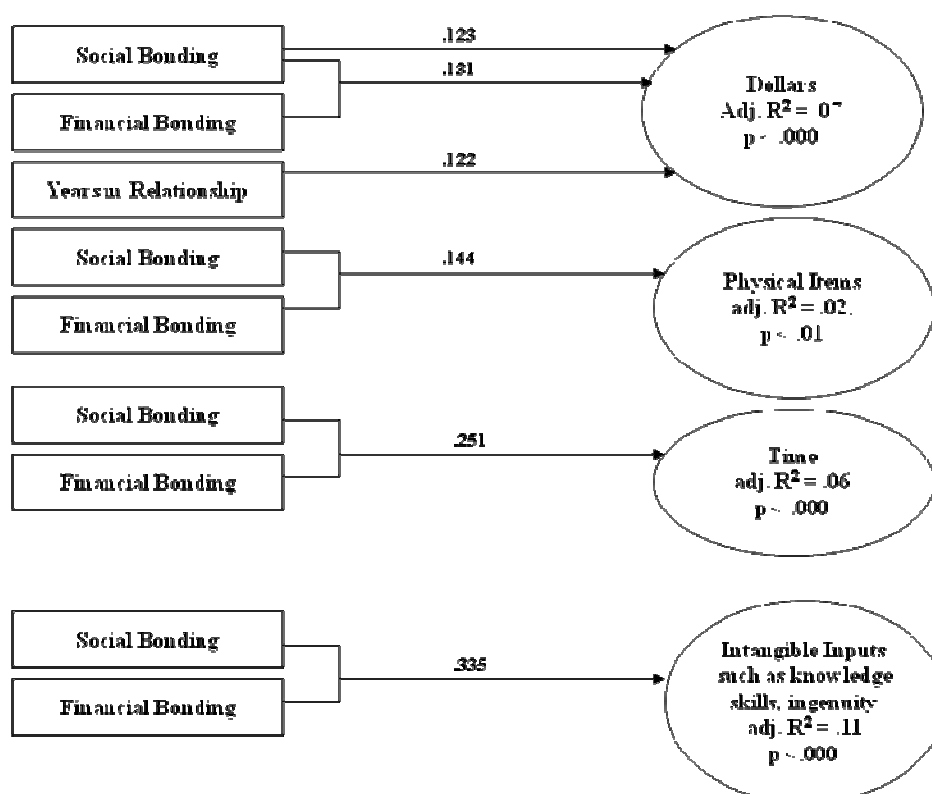 Social Bonding
.123
.131
Financial Bonding
Dollars
Adj. R² =
p < .000
Years in Relationship
.122
Social Bonding
Financial Bonding
.144
Physical Items
adj. R² = .02,
p < .01
Social Bonding
Financial Bonding
.251
Time
adj. R² = .06
p < .000
Social Bonding
Financial Bonding
.335
Intangible Inputs
such as knowledge
skills, ingenuity
adj. R² = .11
p < .000